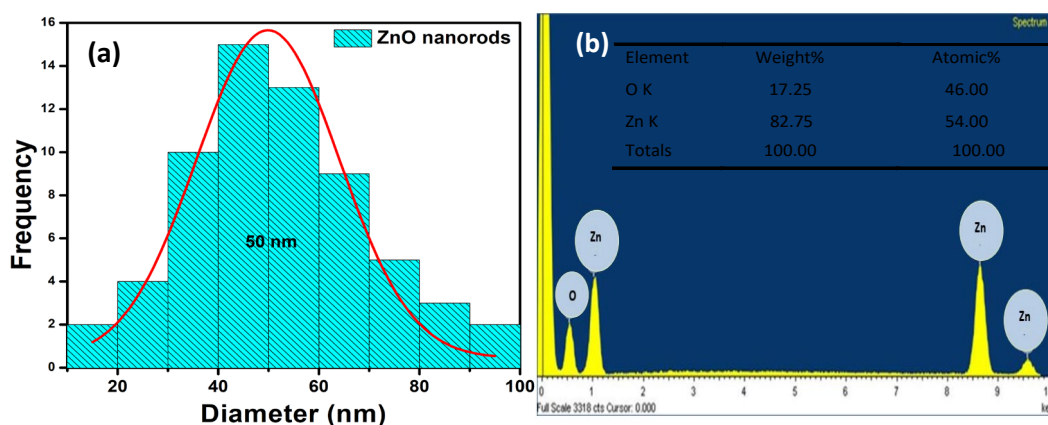 (a)
ZnO nanorods
16
14
12
10
8
6
4
2
0
Frequency
50 nm
20 40 60 80 100
Diameter (nm)
(b)
Spectrum
Element Weight% Atomic%
O K 17.25 46.00
Zn K 82.75 54.00
Totals 100.00 100.00
Zn
O
Zn
Zn
0 1 2 3 4 5 6 7 8 9
Full Scale 3318 cts Cursor: 0.000